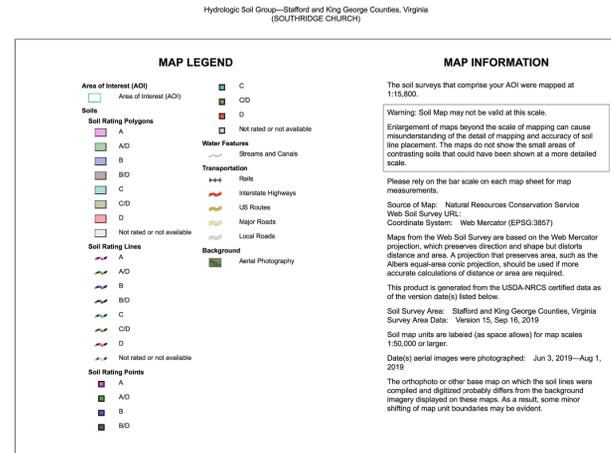 Hydrologic Soil Group—Stafford and King George Counties, Virginia
(SOUTHRIDGE CHURCH)
MAP LEGEND
Area of Interest (AOI)
Area of Interest (AOI)
Soils
Soil Rating Polygons
A
A/D
B
B/D
C
C/D
D
Not rated or not available
Soil Rating Lines
A
A/D
B
B/D
C
C/D
D
Not rated or not available
Soil Rating Points
A
A/D
B
B/D
C
C/D
D
Not rated or not available
Water Features
Streams and Canals
Transportation
Rails
Interstate Highways
US Routes
Major Roads
Local Roads
Background
Aerial Photography
MAP INFORMATION
The soil surveys that comprise your AOI were mapped at
1:15,800.
Warning: Soil Map may not be valid at this scale.
Enlargement of maps beyond the scale of mapping can cause
misunderstanding of the detail of mapping and accuracy of soil
line placement. The maps do not show the small areas of
contrasting soils that could have been shown at a more detailed
scale.
Please rely on the bar scale on each map sheet for map
measurements.
Source of Map: Natural Resources Conservation Service
Web Soil Survey URL:
Coordinate System: Web Mercator (EPSG:3857)
Maps from the Web Soil Survey are based on the Web Mercator
projection, which preserves direction and shape but distorts
distance and area. A projection that preserves area, such as the
Albers equal-area conic projection, should be used if more
accurate calculations of distance or area are required.
This product is generated from the USDA-NRCS certified data as
of the version date(s) listed below.
Soil Survey Area: Stafford and King George Counties, Virginia
Survey Area Data: Version 15, Sep 16, 2019
Soil map units are labeled (as space allows) for map scales
1:50,000 or larger.
Date(s) aerial images were photographed: Jun 3, 2019—Aug 1,
2019
The orthophoto or other base map on which the soil lines were
compiled and digitized probably differs from the background
imagery displayed on these maps. As a result, some minor
shifting of map unit boundaries may be evident.